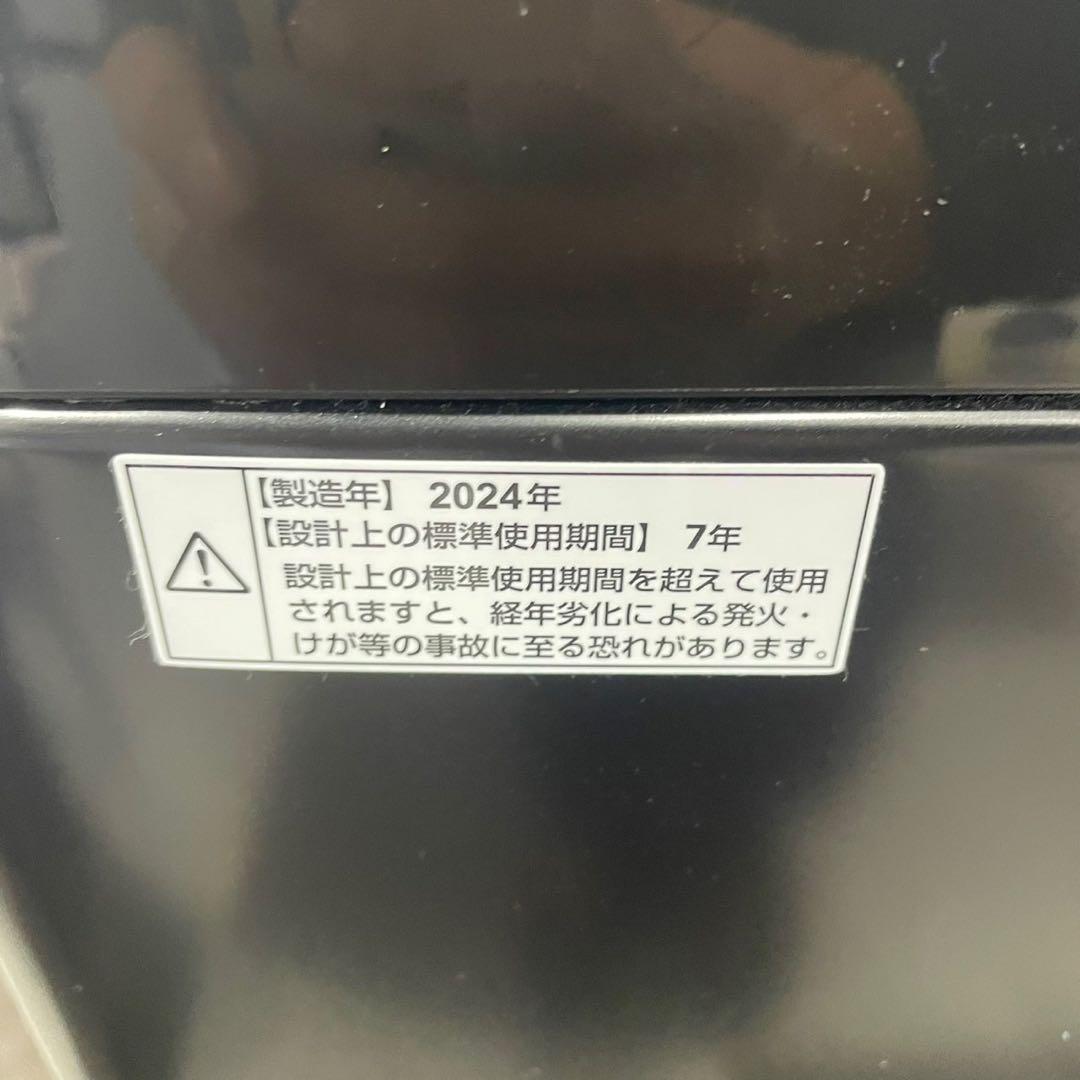 【製造年】 2024年
【設計上の標準使用期間】 7年
設計上の標準使用期間を超えて使用
されますと、経年劣化による発火・
けが等の事故に至る恐れがあります。